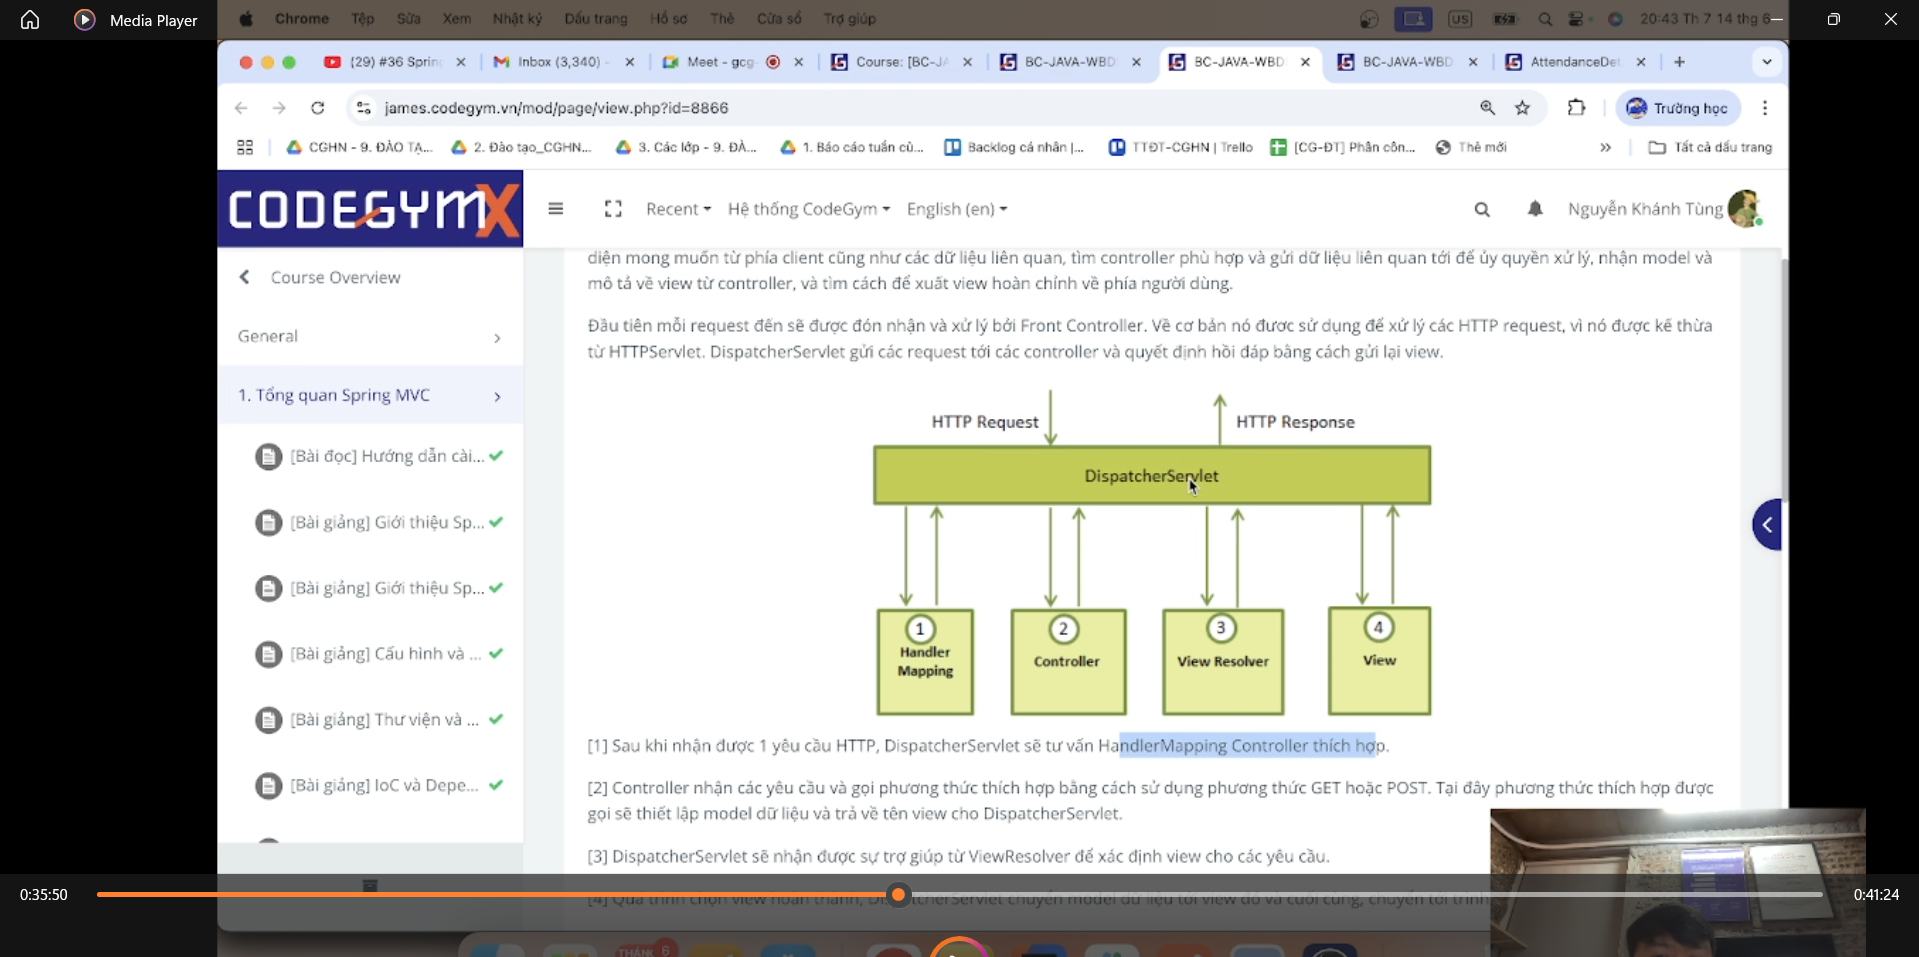 Media Player
Chrome Tệp Sửa Xem Nhật ký Dấu trang Hồ sơ Thẻ Cửa sổ Trợ giúp
US
20:43 Th 7 14 thg 6
(29) #36 Spring
Inbox (3,340) -
Meet - gcg-
Course: [BC-JA
BC-JAVA-WBD
BC-JAVA-WBD
BC-JAVA-WBD
AttendanceDet
james.codegym.vn/mod/page/view.php?id=8866
Trường học
CGHN - 9. ĐÀO TẠ...
2. Đào tạo_CGHN...
3. Các lớp - 9. ĐÀ...
1. Báo cáo tuần cũ...
Backlog cá nhân |...
TTĐT-CGHN | Trello
[CG-ĐT] Phân côn...
Thẻ mới
Tất cả dấu trang
CODEGYMX
Recent
Hệ thống CodeGym
English (en)
Nguyễn Khánh Tùng
Course Overview
General
1. Tổng quan Spring MVC
[Bài đọc] Hướng dẫn cài...
[Bài giảng] Giới thiệu Sp...
[Bài giảng] Giới thiệu Sp...
[Bài giảng] Cấu hình và ...
[Bài giảng] Thư viện và ...
[Bài giảng] IoC và Depe...
diện mong muốn từ phía client cũng như các dữ liệu liên quan, tìm controller phù hợp và gửi dữ liệu liên quan tới để ủy quyền xử lý, nhận model và
mô tả về view từ controller, và tìm cách để xuất view hoàn chỉnh về phía người dùng.
Đầu tiên mỗi request đến sẽ được đón nhận và xử lý bởi Front Controller. Về cơ bản nó đươc sử dụng để xử lý các HTTP request, vì nó được kế thừa
từ HTTPServlet. DispatcherServlet gửi các request tới các controller và quyết định hồi đáp bằng cách gửi lại view.
HTTP Request
HTTP Response
DispatcherServlet
1
Handler
Mapping
2
Controller
3
View Resolver
4
View
[1] Sau khi nhận được 1 yêu cầu HTTP, DispatcherServlet sẽ tư vấn HandlerMapping Controller thích hợp.
[2] Controller nhận các yêu cầu và gọi phương thức thích hợp bằng cách sử dụng phương thức GET hoặc POST. Tại đây phương thức thích hợp được
gọi sẽ thiết lập model dữ liệu và trả về tên view cho DispatcherServlet.
[3] DispatcherServlet sẽ nhận được sự trợ giúp từ ViewResolver để xác định view cho các yêu cầu.
[4] Quá trình chọn view hoàn thành, DispatcherServlet chuyển model dữ liệu tới view đó và cuối cùng, chuyển tới trình
0:35:50
0:41:24
THÁNG 6